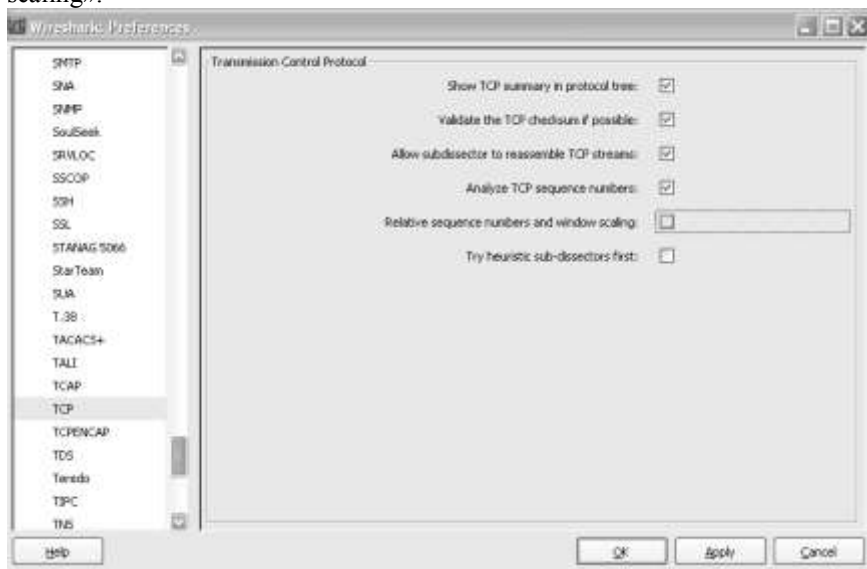 scaling».
Wireshark: Preferences
SMTP
SNA
SNMP
SoulSeek
SRVLOC
SSCOP
SSH
SSL
STANAG 5066
StarTeam
SUA
T.38
TACACS+
TALI
TCAP
TCP
TCPENCAP
TDS
Teredo
TIPC
TNS
Transmission Control Protocol
Show TCP summary in protocol tree:
Validate the TCP checksum if possible:
Allow subdissector to reassemble TCP streams:
Analyze TCP sequence numbers:
Relative sequence numbers and window scaling:
Try heuristic sub-dissectors first:
Help
OK
Apply
Cancel